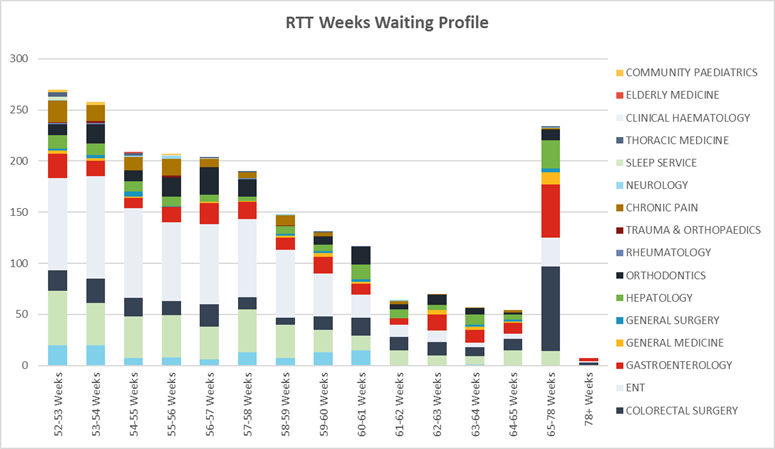 RTT Weeks Waiting Profile
300
250
200
150
100
50
0
52-53 Weeks
53-54 Weeks
54-55 Weeks
55-56 Weeks
56-57 Weeks
57-58 Weeks
58-59 Weeks
59-60 Weeks
60-61 Weeks
61-62 Weeks
62-63 Weeks
63-64 Weeks
64-65 Weeks
65-78 Weeks
78+ Weeks
COMMUNITY PAEDIATRICS
ELDERLY MEDICINE
CLINICAL HAEMATOLOGY
THORACIC MEDICINE
SLEEP SERVICE
NEUROLOGY
CHRONIC PAIN
TRAUMA & ORTHOPAEDICS
RHEUMATOLOGY
ORTHODONTICS
HEPATOLOGY
GENERAL SURGERY
GENERAL MEDICINE
GASTROENTEROLOGY
ENT
COLORECTAL SURGERY